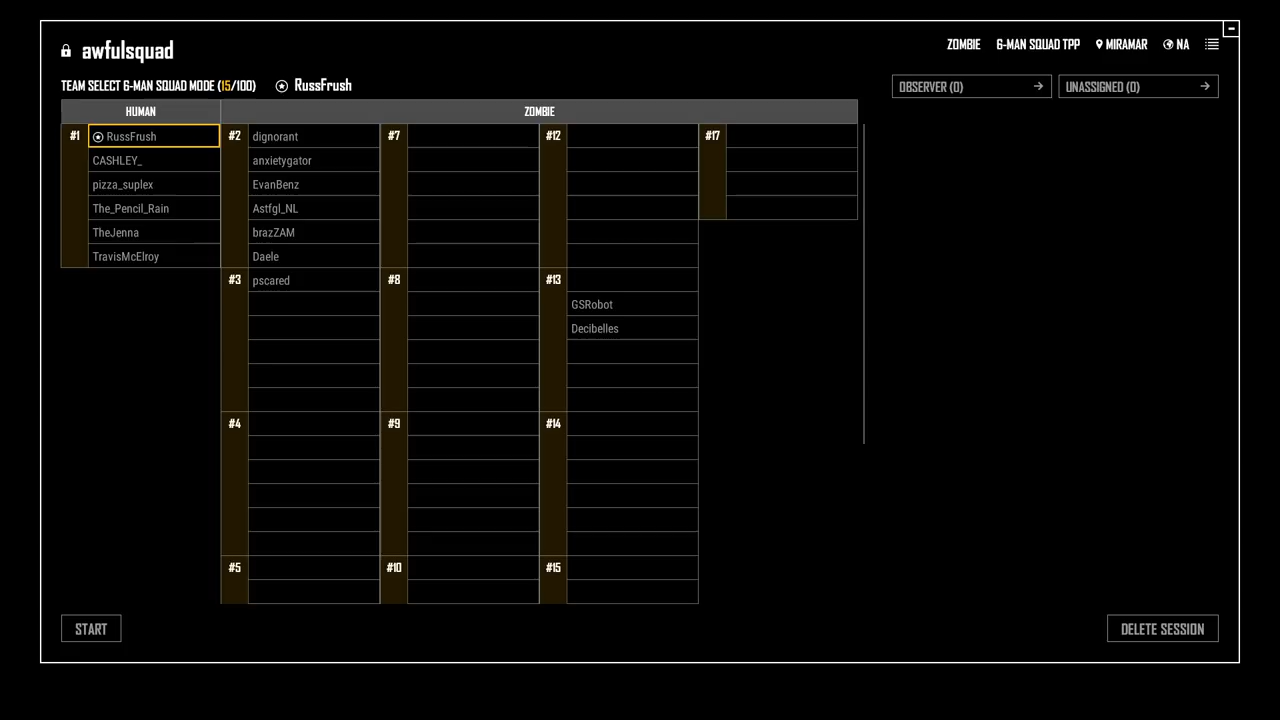 awfulsquad
ZOMBIE 6-MAN SQUAD TPP MIRAMAR NA
TEAM SELECT 6-MAN SQUAD MODE (15/100) RussFrush
OBSERVER (0) UNASSIGNED (0)
HUMAN ZOMBIE
#1 RussFrush #2 dignorant #7 #12 #17
CASHLEY_ anxietygator
pizza_suplex EvanBenz
The_Pencil_Rain Astfgl_NL
TheJenna brazZAM
TravisMcElroy Daele
#3 pscared #8 #13
GSRobot
Decibelles
#4 #9 #14
#5 #10 #15
START DELETE SESSION